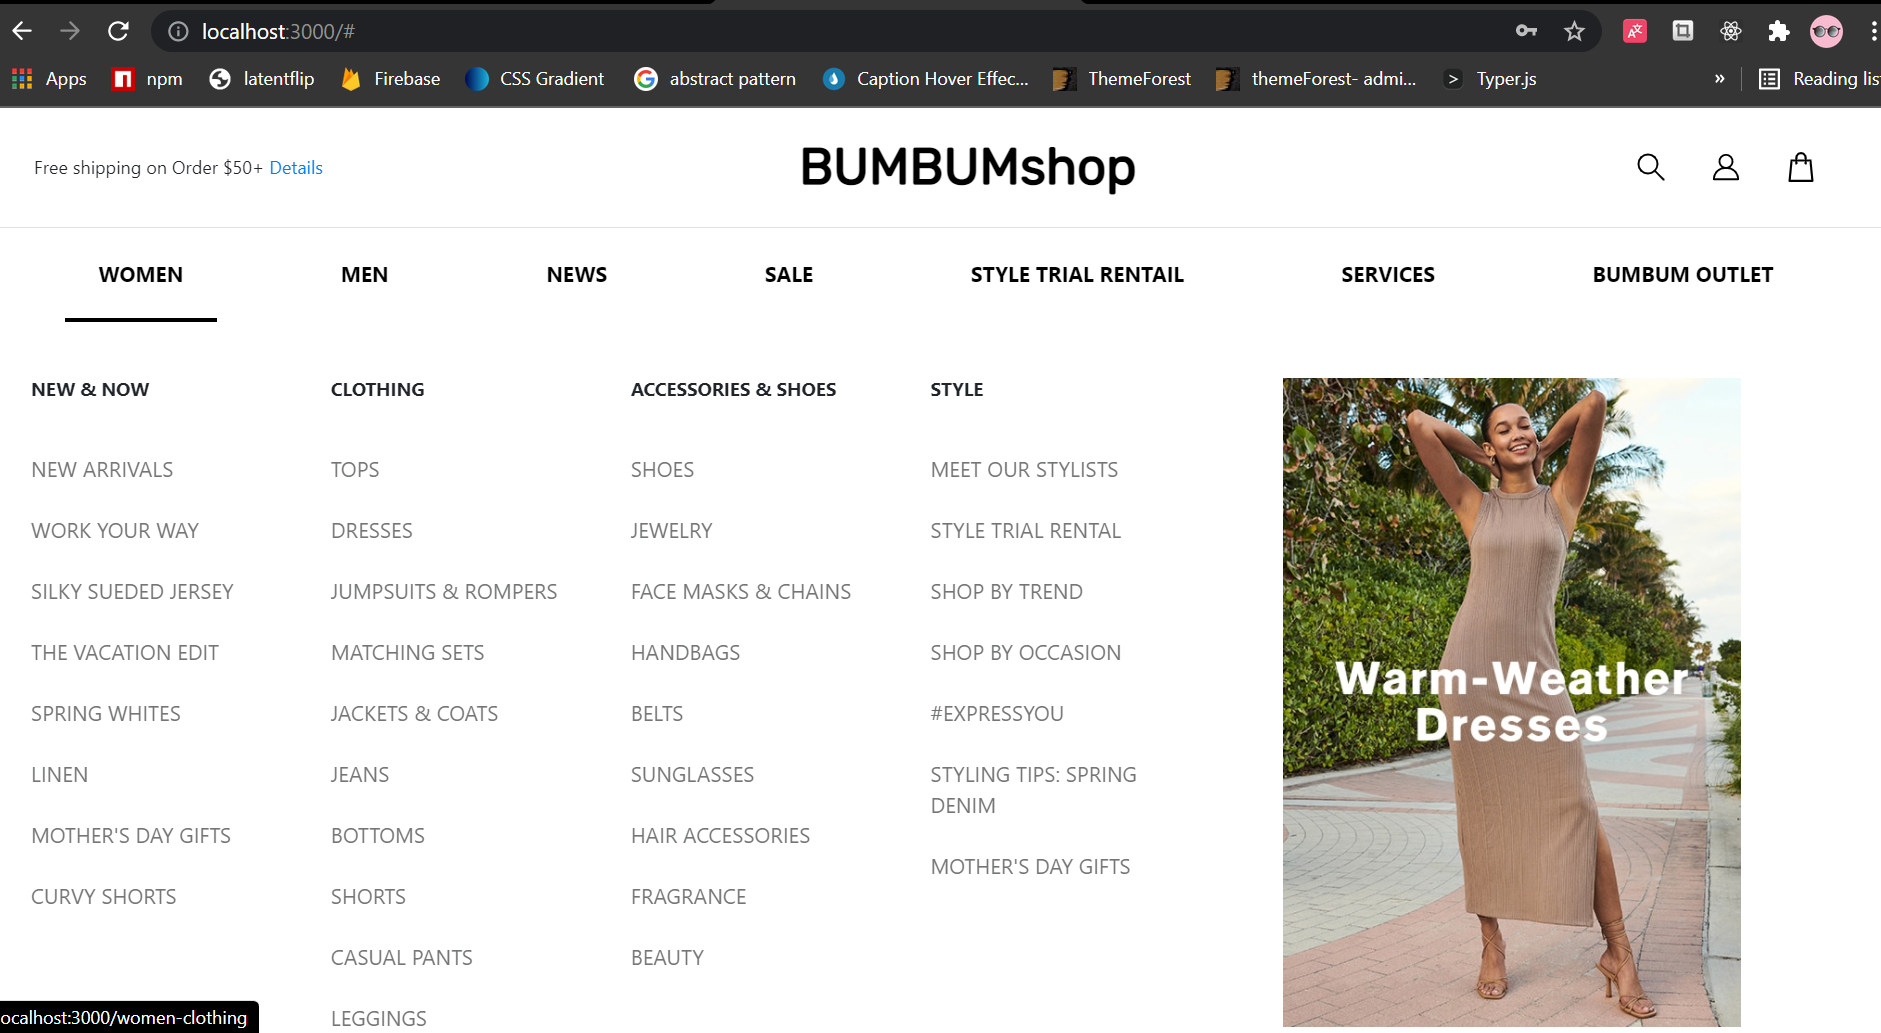 localhost:3000/#
Apps npm latentflip Firebase CSS Gradient abstract pattern Caption Hover Effec... ThemeForest themeForest- admi... Typer.js » Reading lis
Free shipping on Order $50+ Details
BUMBUMshop
WOMEN MEN NEWS SALE STYLE TRIAL RENTAIL SERVICES BUMBUM OUTLET
NEW & NOW
NEW ARRIVALS
WORK YOUR WAY
SILKY SUEDED JERSEY
THE VACATION EDIT
SPRING WHITES
LINEN
MOTHER'S DAY GIFTS
CURVY SHORTS
CLOTHING
TOPS
DRESSES
JUMPSUITS & ROMPERS
MATCHING SETS
JACKETS & COATS
JEANS
BOTTOMS
SHORTS
CASUAL PANTS
LEGGINGS
ACCESSORIES & SHOES
SHOES
JEWELRY
FACE MASKS & CHAINS
HANDBAGS
BELTS
SUNGLASSES
HAIR ACCESSORIES
FRAGRANCE
BEAUTY
STYLE
MEET OUR STYLISTS
STYLE TRIAL RENTAL
SHOP BY TREND
SHOP BY OCCASION
#EXPRESSYOU
STYLING TIPS: SPRING
DENIM
MOTHER'S DAY GIFTS
Warm-Weather
Dresses
ocalhost:3000/women-clothing